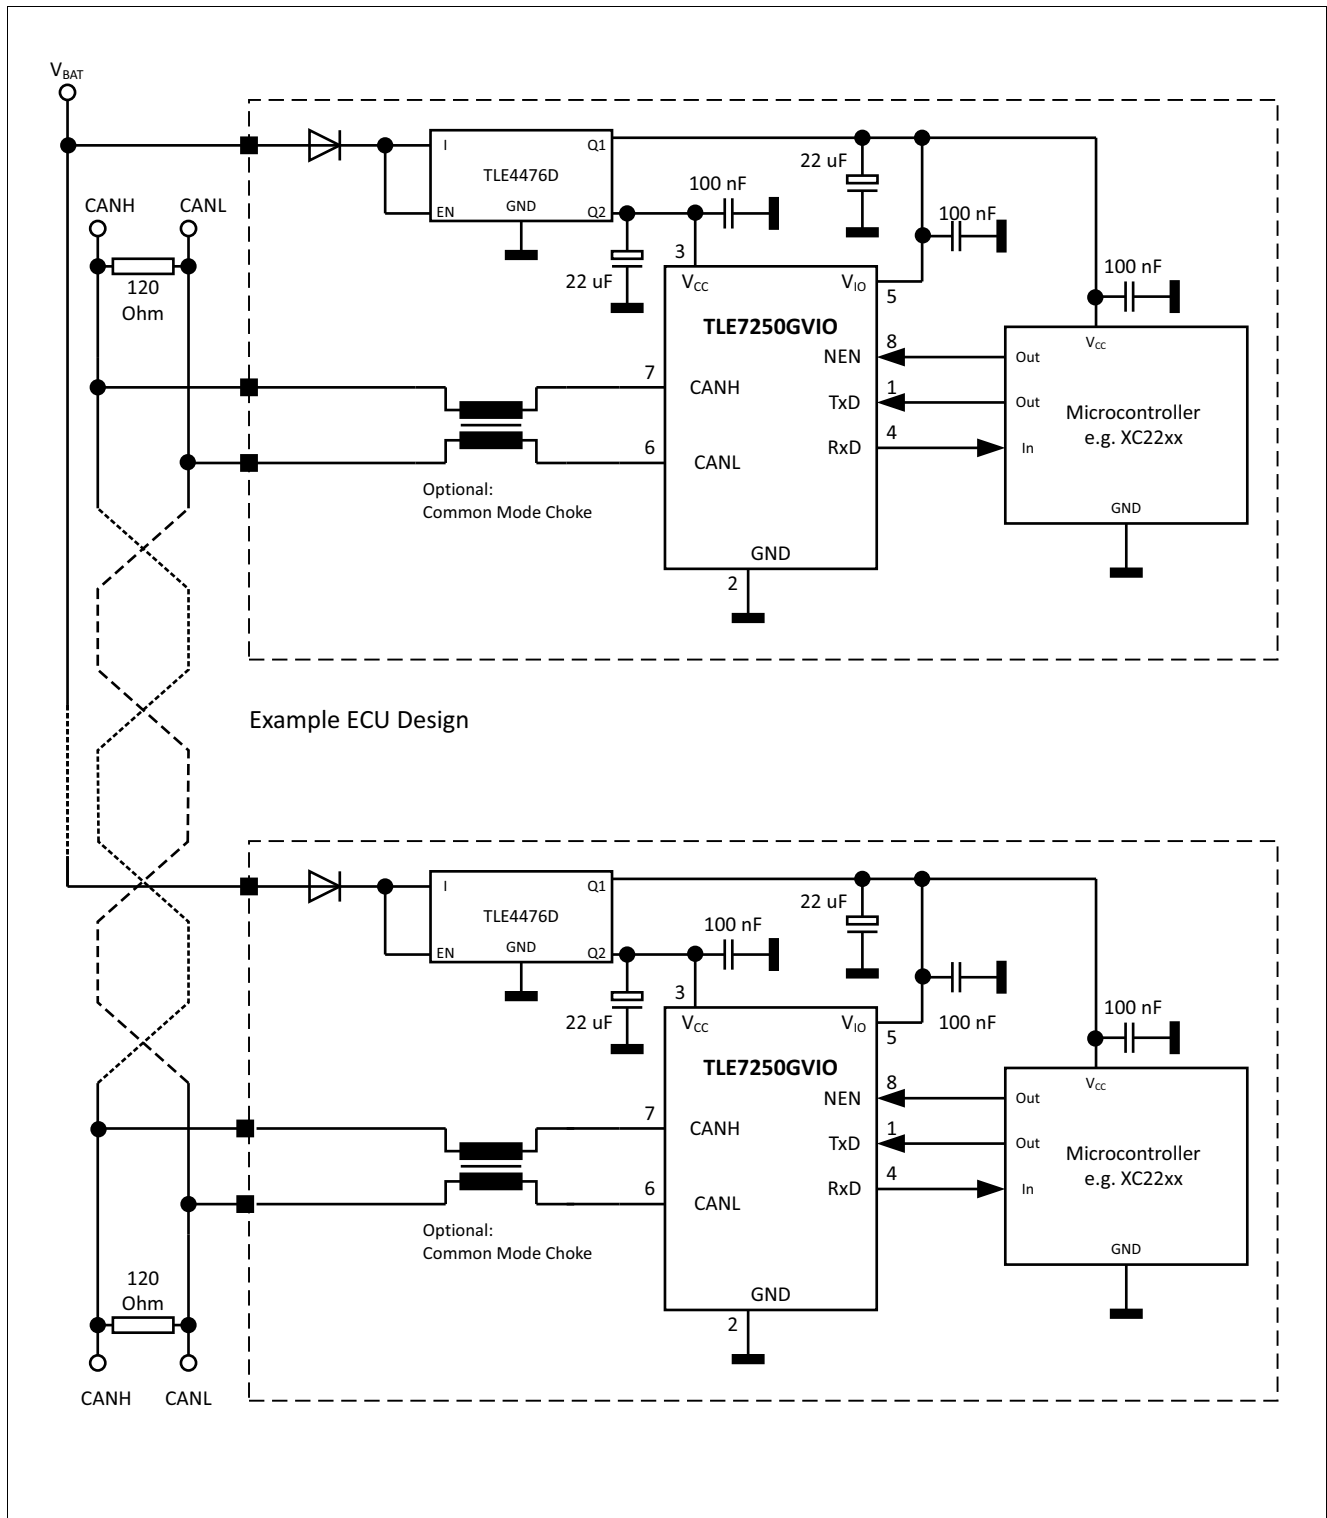 VBAT
CANH
CANL
120
Ohm
I
Q1
TLE4476D
EN
GND
Q2
22 uF
100 nF
22 uF
100 nF
100 nF
3
VCC
VIO
5
TLE7250GVIO
NEN
8
7
CANH
TxD
1
RxD
4
6
CANL
GND
2
VCC
Out
Out
Microcontroller
e.g. XC22xx
In
GND
Optional:
Common Mode Choke
Example ECU Design
I
Q1
TLE4476D
EN
GND
Q2
22 uF
100 nF
22 uF
100 nF
100 nF
3
VCC
VIO
5
TLE7250GVIO
NEN
8
7
CANH
TxD
1
RxD
4
6
CANL
GND
2
VCC
Out
Out
Microcontroller
e.g. XC22xx
In
GND
Optional:
Common Mode Choke
120
Ohm
CANH
CANL